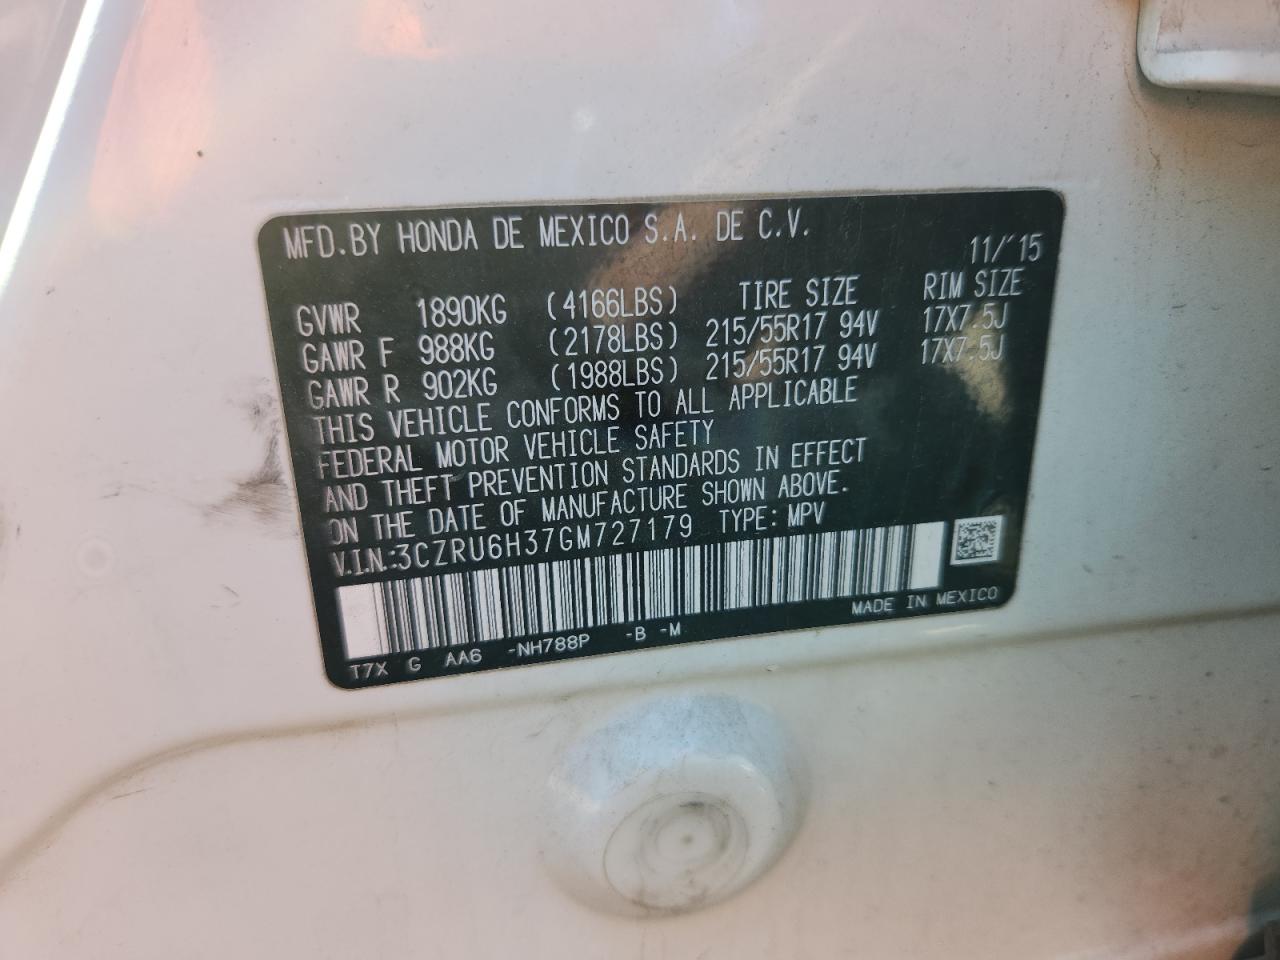 MFD.BY HONDA DE MEXICO S.A. DE C.V.
11/'15
GVWR 1890KG (4166LBS) TIRE SIZE RIM SIZE
GAWR F 988KG (2178LBS) 215/55R17 94V 17X7.5J
GAWR R 902KG (1988LBS) 215/55R17 94V 17X7.5J
THIS VEHICLE CONFORMS TO ALL APPLICABLE
FEDERAL MOTOR VEHICLE SAFETY
AND THEFT PREVENTION STANDARDS IN EFFECT
ON THE DATE OF MANUFACTURE SHOWN ABOVE.
V.I.N.:3CZRU6H37GM727179 TYPE: MPV
MADE IN MEXICO
T7X G AA6 -NH788P -B -M